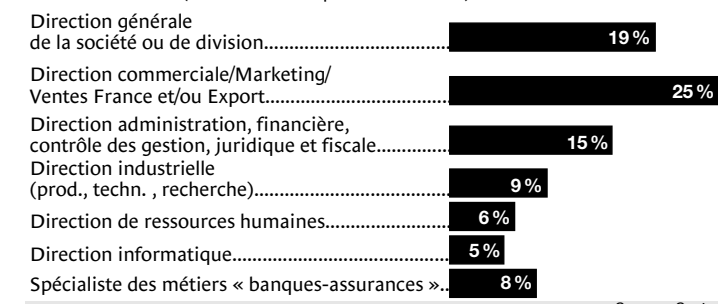 Direction générale
de la société ou de division.......................................... 19 %
Direction commerciale/Marketing/
Ventes France et/ou Export.......................................... 25 %
Direction administration, financière,
contrôle des gestion, juridique et fiscale................ 15 %
Direction industrielle
(prod., techn. , recherche)............................................ 9 %
Direction de ressources humaines............................ 6 %
Direction informatique................................................. 5 %
Spécialiste des métiers « banques-assurances ».. 8 %